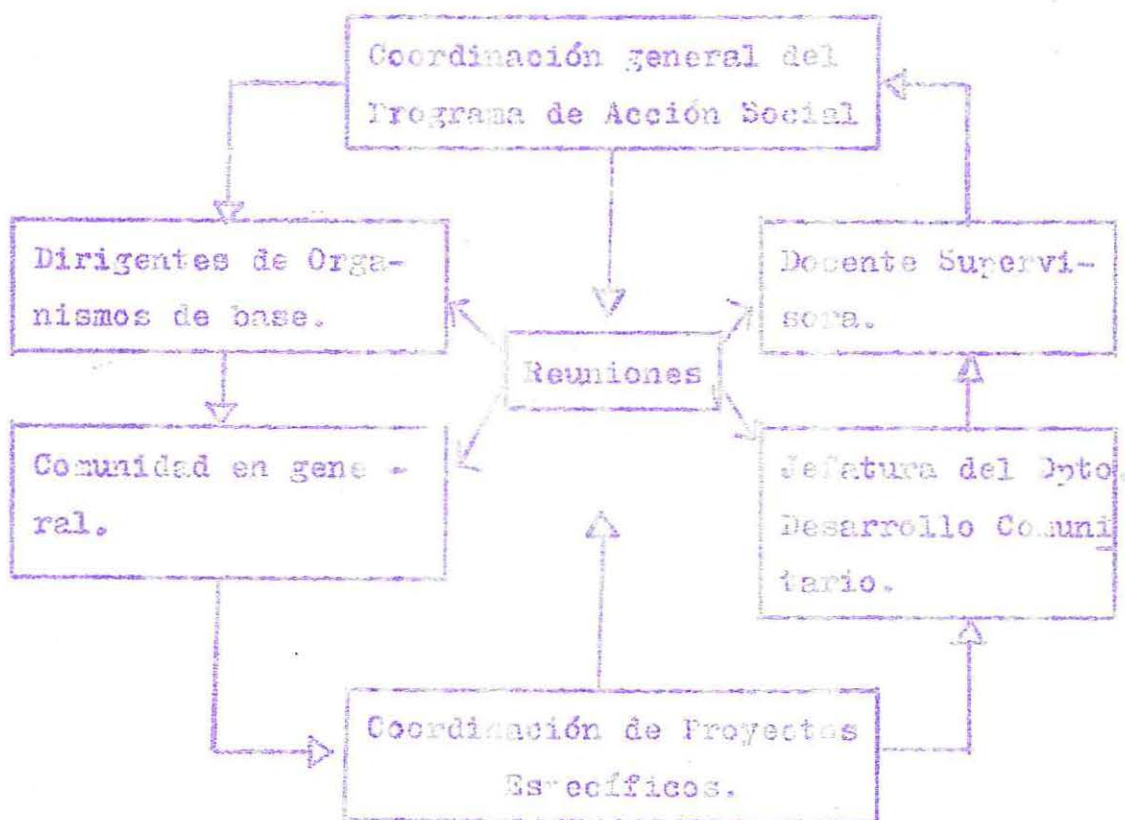 Coordinación general del
Programa de Acción Social
Dirigentes de Orga-
nismos de base.
Docente Supervi-
sora.
Reuniones
Comunidad en gene -
ral.
Jefatura del Dpto.
Desarrollo Comuni
tario.
Coordinación de Proyectos
Específicos.